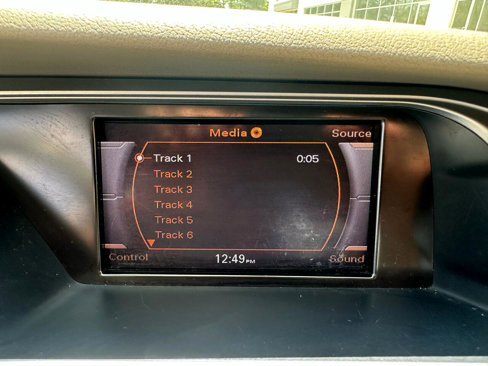 Media Source
Track 1 0:05
Track 2
Track 3
Track 4
Track 5
Track 6
Control 12:49PM Sound